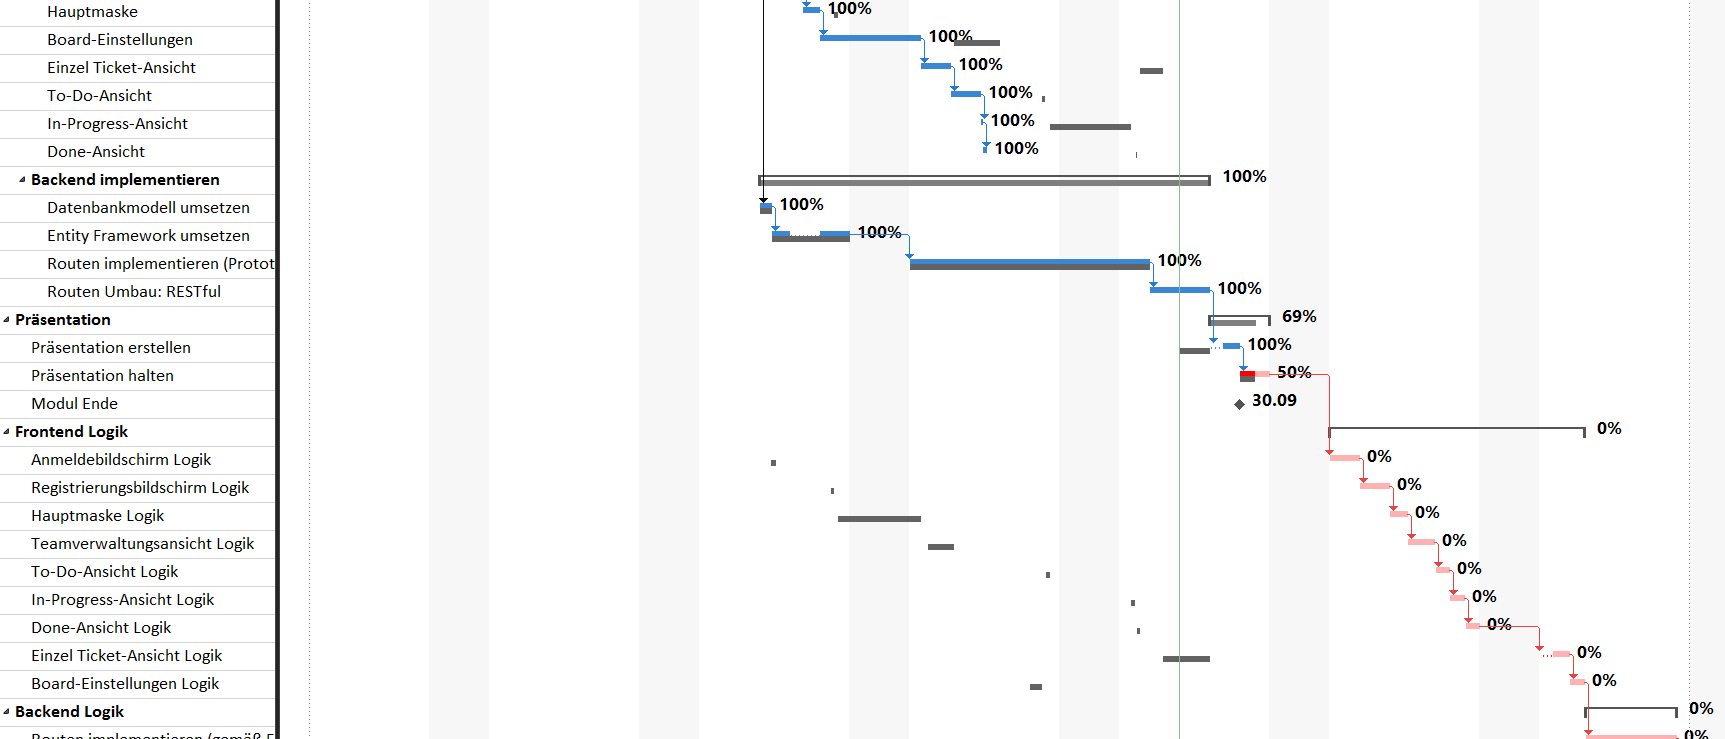 Hauptmaske 100%
Board-Einstellungen 100%
Einzel Ticket-Ansicht 100%
To-Do-Ansicht 100%
In-Progress-Ansicht 100%
Done-Ansicht 100%
Backend implementieren 100%
Datenbankmodell umsetzen 100%
Entity Framework umsetzen 100%
Routen implementieren (Protot 100%
Routen Umbau: RESTful 100%
Präsentation 69%
Präsentation erstellen 100%
Präsentation halten 50%
Modul Ende 30.09
Frontend Logik 0%
Anmeldebildschirm Logik 0%
Registrierungsbildschirm Logik 0%
Hauptmaske Logik 0%
Teamverwaltungsansicht Logik 0%
To-Do-Ansicht Logik 0%
In-Progress-Ansicht Logik 0%
Done-Ansicht Logik 0%
Einzel Ticket-Ansicht Logik 0%
Board-Einstellungen Logik 0%
Backend Logik 0%
Routen implementieren (gemäß E 0%